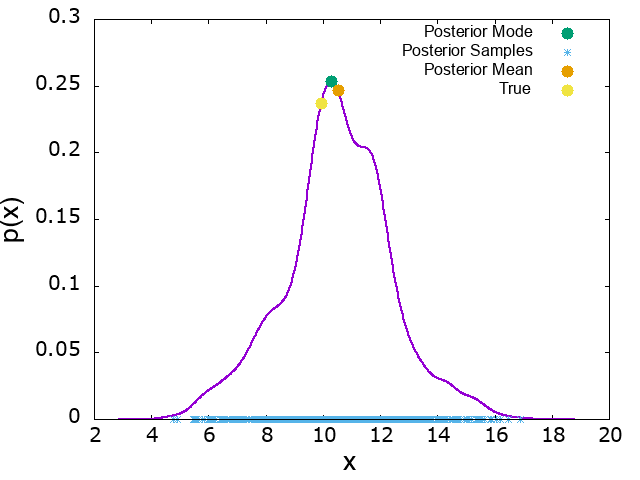 0.3
0.25
0.2
0.15
0.1
0.05
0
p(x)
Posterior Mode
Posterior Samples
Posterior Mean
True
2 4 6 8 10 12 14 16 18 20
x